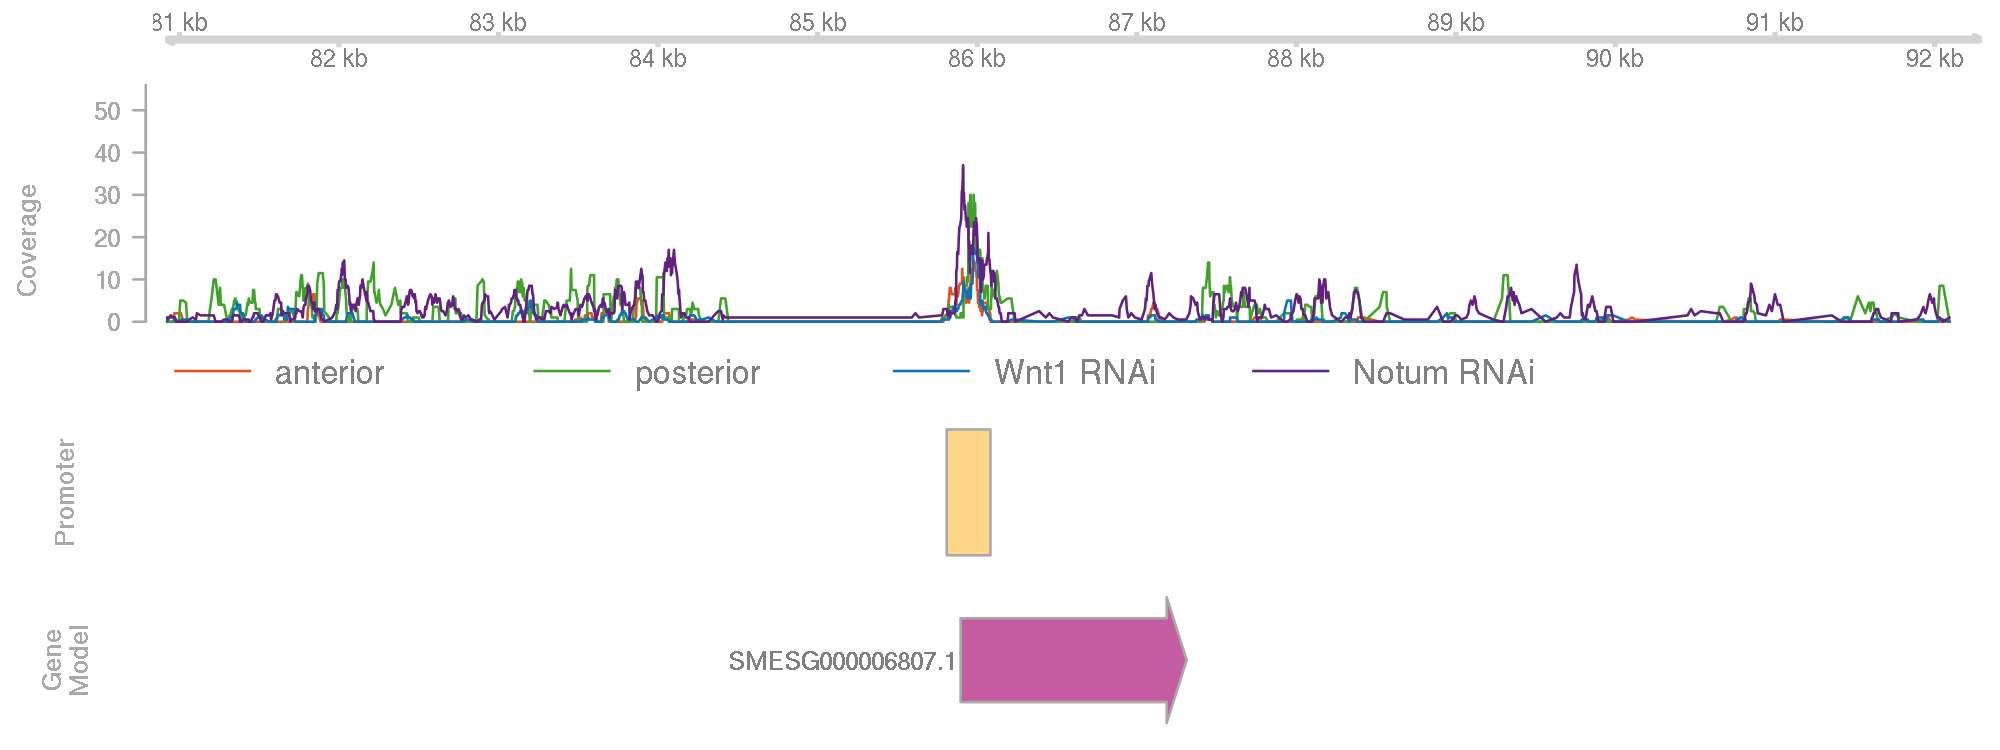 81 kb 83 kb 85 kb 87 kb 89 kb 91 kb
82 kb 84 kb 86 kb 88 kb 90 kb 92 kb
Coverage
50
40
30
20
10
0
anterior posterior Wnt1 RNAi Notum RNAi
Promoter
Gene
Model
SMESG000006807.1